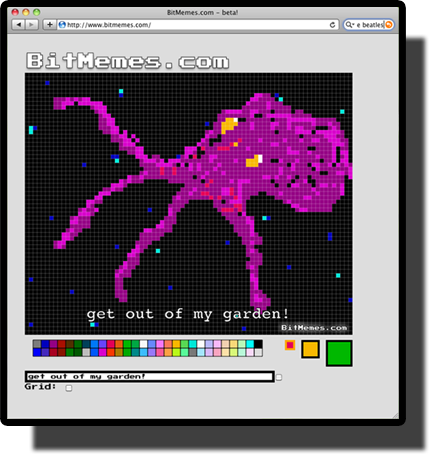 BitMemes.com - beta!
http://www.bitmemes.com/
e beatles
BitMemes.com
get out of my garden!
BitMemes.com
get out of my garden!
Grid: